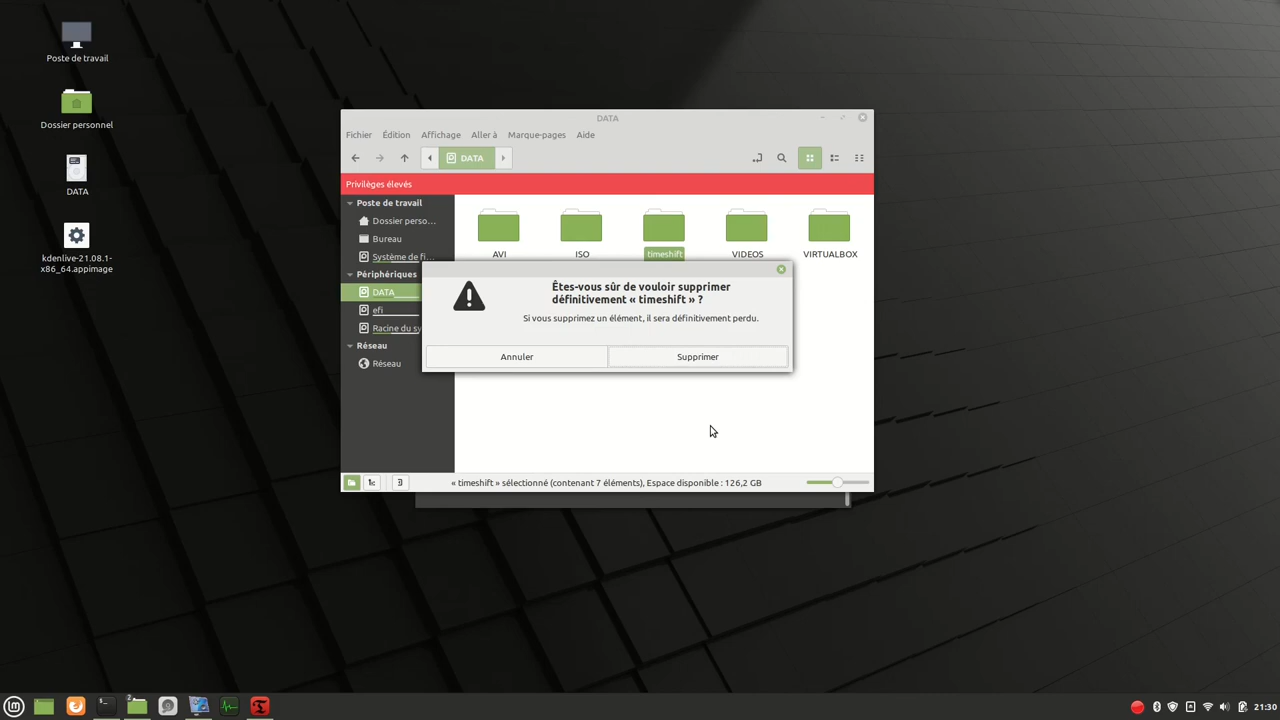 Poste de travail
Dossier personnel
DATA
kdenlive-21.08.1-
x86_64.appimage
DATA
Fichier Édition Affichage Aller à Marque-pages Aide
DATA
Privilèges élevés
Poste de travail
Dossier perso...
Bureau
Système de fi...
Périphériques
DATA
efi
Racine du sy
Réseau
Réseau
AVI ISO timeshift VIDEOS VIRTUALBOX
Êtes-vous sûr de vouloir supprimer
définitivement « timeshift » ?
Si vous supprimez un élément, il sera définitivement perdu.
Annuler Supprimer
« timeshift » sélectionné (contenant 7 éléments), Espace disponible : 126,2 GB
2
21:30